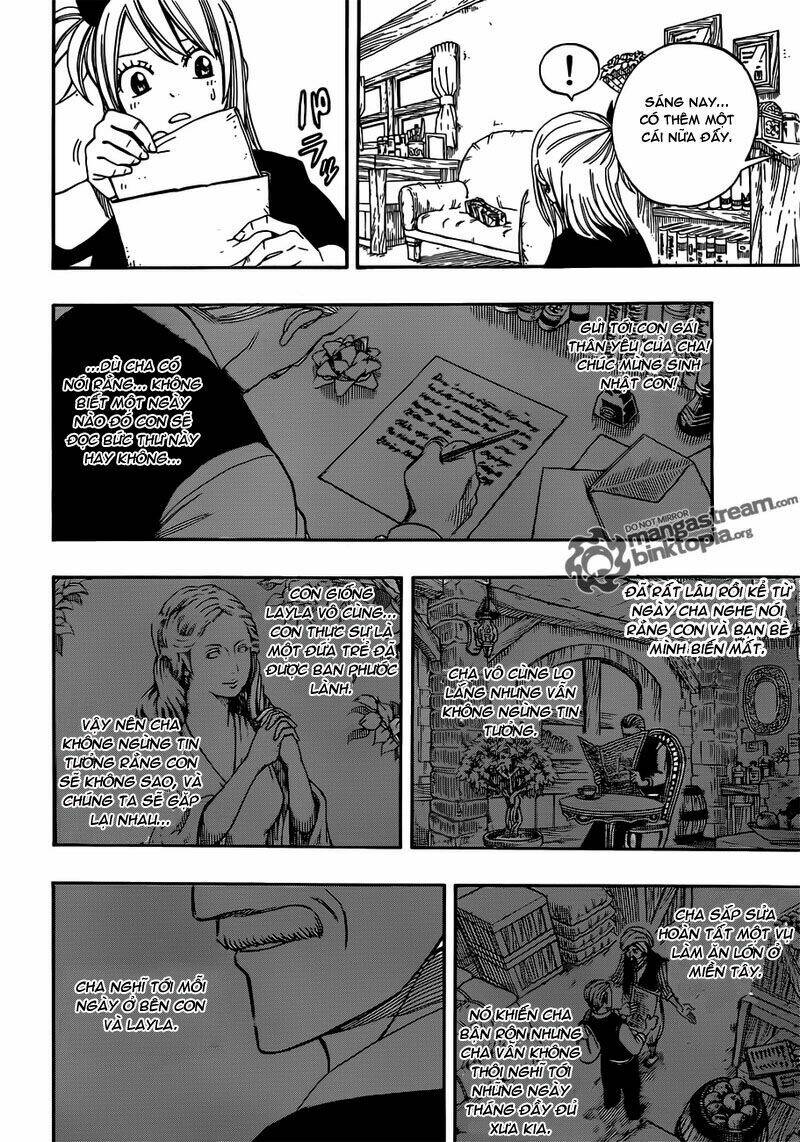 SÁNG NAY...
CÓ THÊM MỘT
CÁI NỮA ĐẤY.
!
パラッ
GỬI TỚI CON GÁI
THÂN YÊU CỦA CHA!
CHÚC MỪNG SINH
NHẬT CON!
...DÙ CHA CÓ
NÓI RẰNG... KHÔNG
BIẾT MỘT NGÀY
NÀO ĐÓ CON SẼ
ĐỌC BỨC THƯ NÀY
HAY KHÔNG...
DO NOT MIRROR
mangastream.com
binktopia.org
ĐÃ RẤT LÂU RỒI KỂ TỪ
NGÀY CHA NGHE NÓI
RẰNG CON VÀ BẠN BÈ
MÌNH BIẾN MẤT.
CHA VÔ CÙNG LO
LẮNG NHƯNG VẪN
KHÔNG NGỪNG TIN
TƯỞNG.
CON GIỐNG
LAYLA VÔ CÙNG...
CON THỰC SỰ LÀ
MỘT ĐỨA TRẺ ĐÃ
ĐƯỢC BAN PHƯỚC
LÀNH.
VẬY NÊN CHA
KHÔNG NGỪNG TIN
TƯỞNG RẰNG CON
SẼ KHÔNG SAO, VÀ
CHÚNG TA SẼ GẶP
LẠI NHAU...
CHA SẮP SỬA
HOÀN TẤT MỘT VỤ
LÀM ĂN LỚN Ở
MIỀN TÂY.
NÓ KHIẾN CHA
BẬN RỘN NHƯNG
CHA VẪN KHÔNG
THÔI NGHĨ TỚI
NHỮNG NGÀY
THÁNG ĐẦY ĐỦ
XƯA KIA.
CHA NGHĨ TỚI MỖI
NGÀY Ở BÊN CON
VÀ LAYLA.